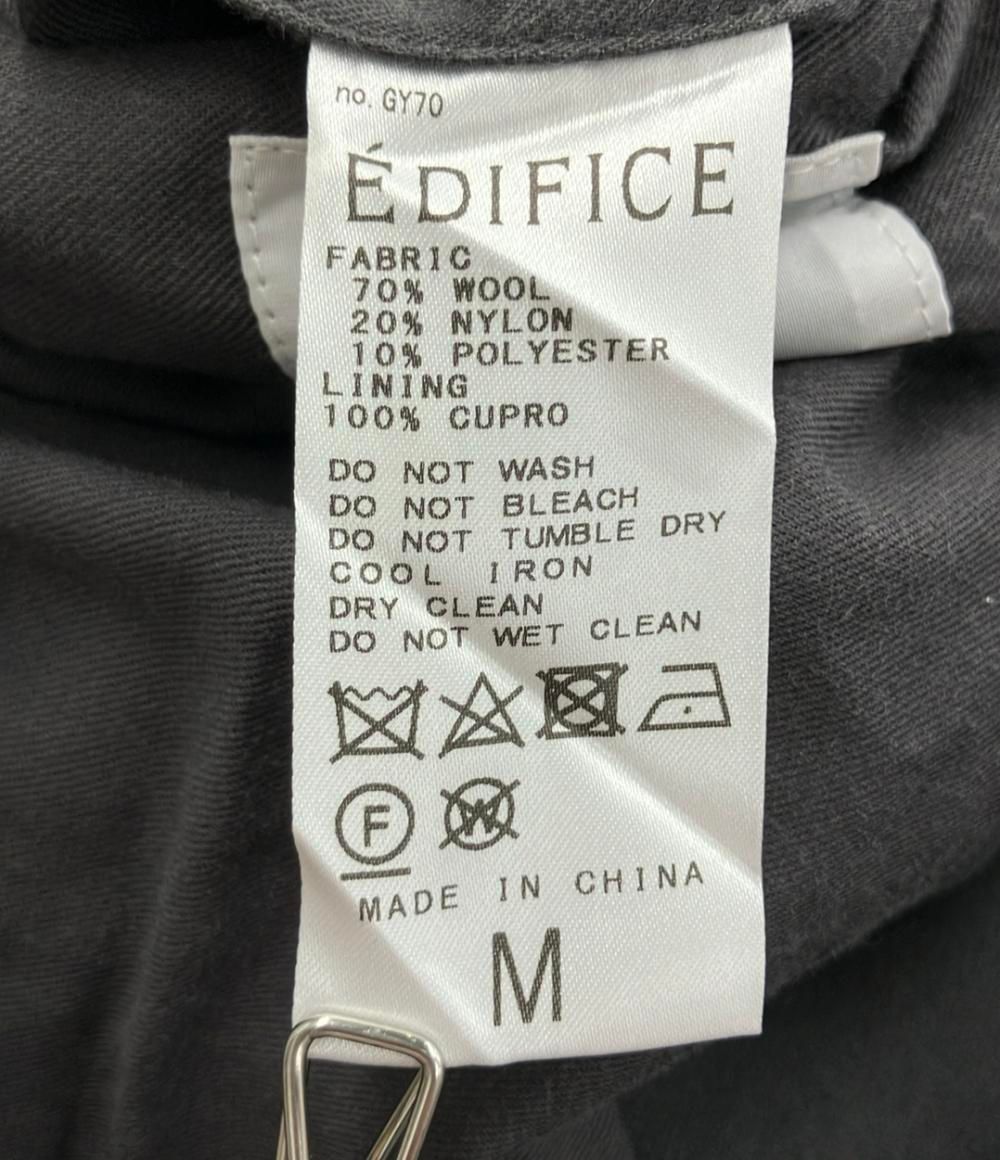 no. GY70
ÉDIFICE
FABRIC
70% WOOL
20% NYLON
10% POLYESTER
LINING
100% CUPRO
DO NOT WASH
DO NOT BLEACH
DO NOT TUMBLE DRY
COOL IRON
DRY CLEAN
DO NOT WET CLEAN
F W
MADE IN CHINA
M